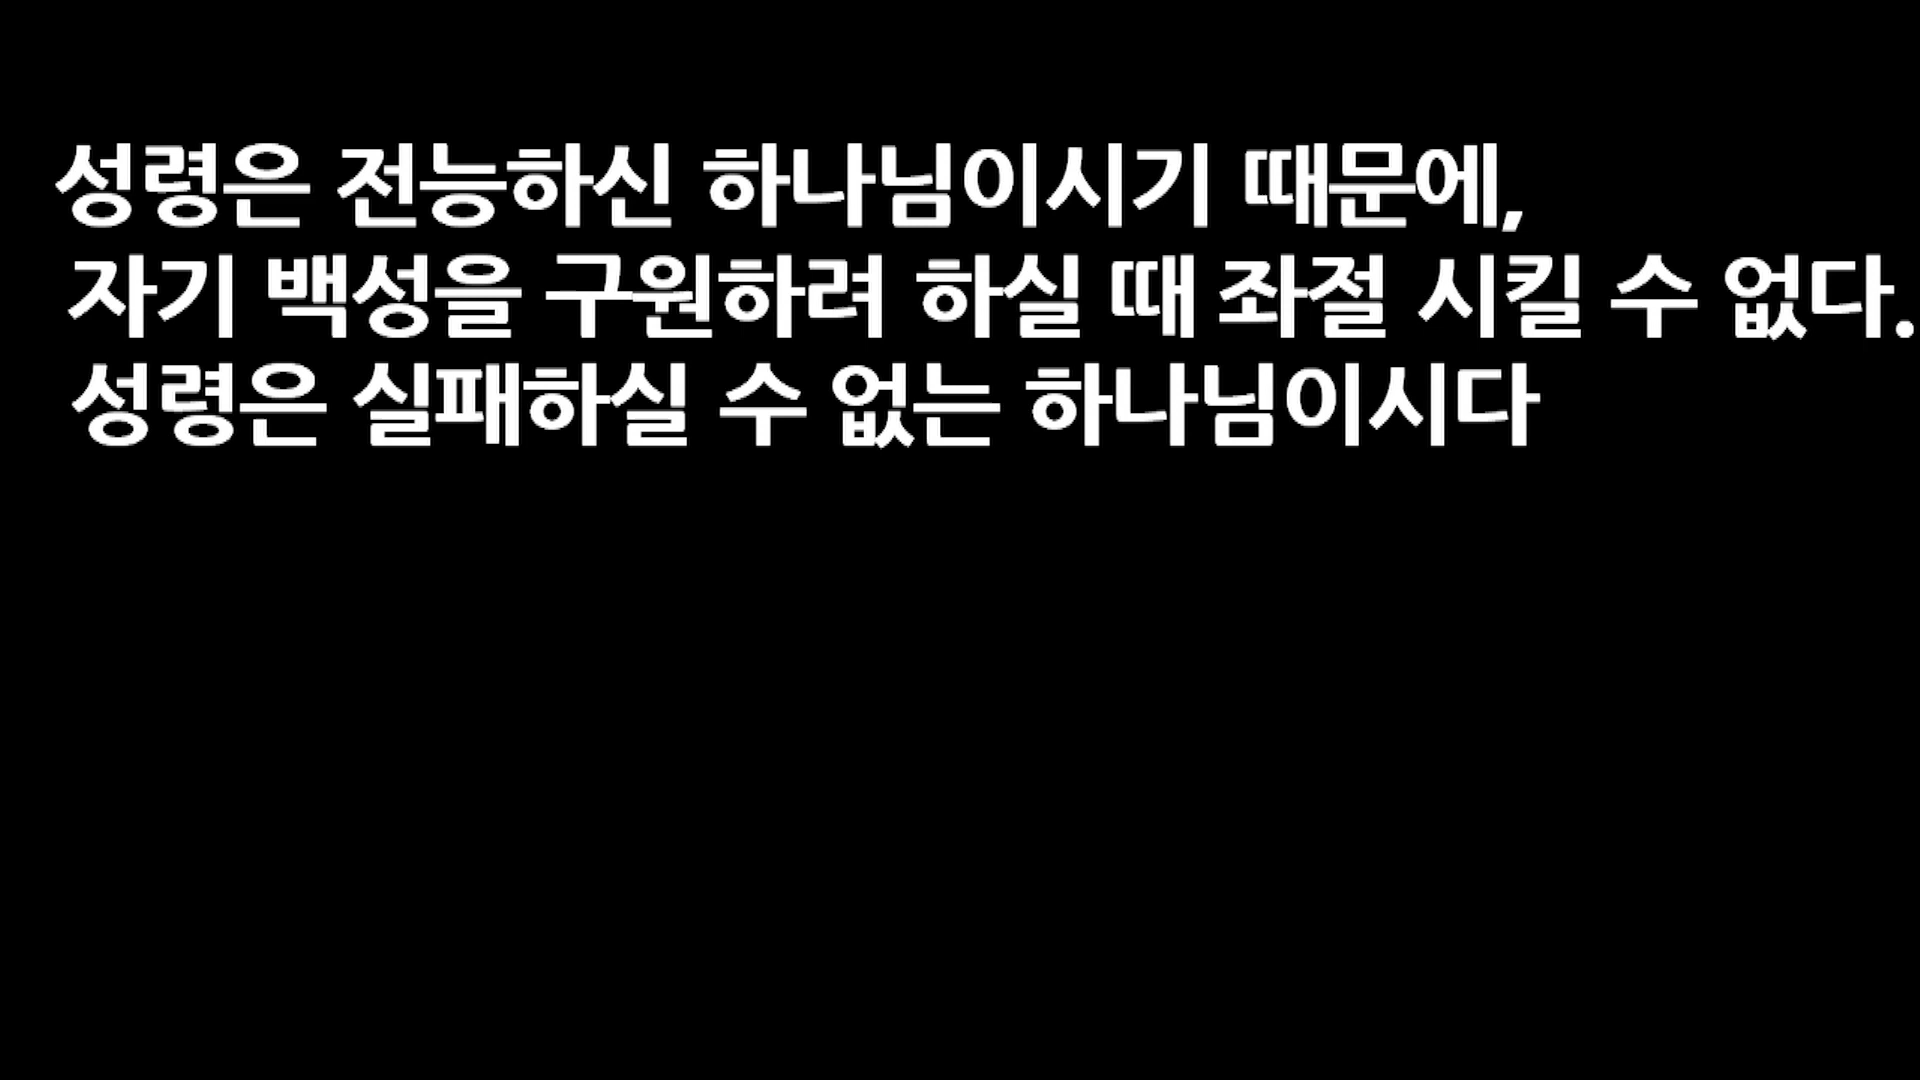 성령은 전능하신 하나님이시기 때문에,
자기 백성을 구원하려 하실 때 좌절 시킬 수 없다.
성령은 실패하실 수 없는 하나님이시다